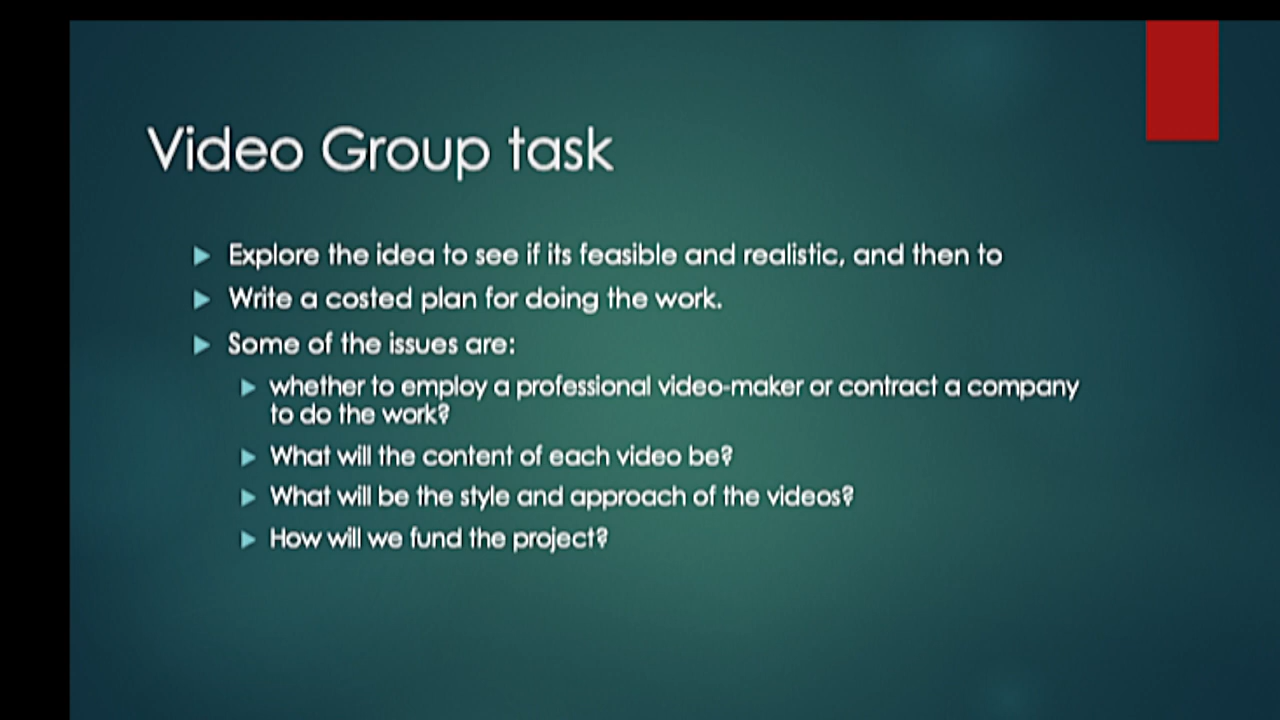 Video Group task
Explore the idea to see if its feasible and realistic, and then to
Write a costed plan for doing the work.
Some of the issues are:
whether to employ a professional video-maker or contract a company
to do the work?
What will the content of each video be?
What will be the style and approach of the videos?
How will we fund the project?